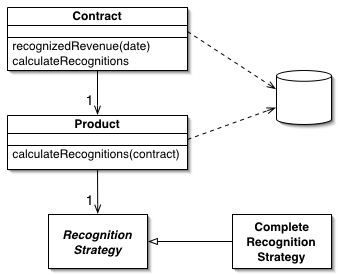 Contract
recognizedRevenue(date)
calculateRecognitions
1
Product
calculateRecognitions(contract)
1
Recognition
Strategy
Complete
Recognition
Strategy